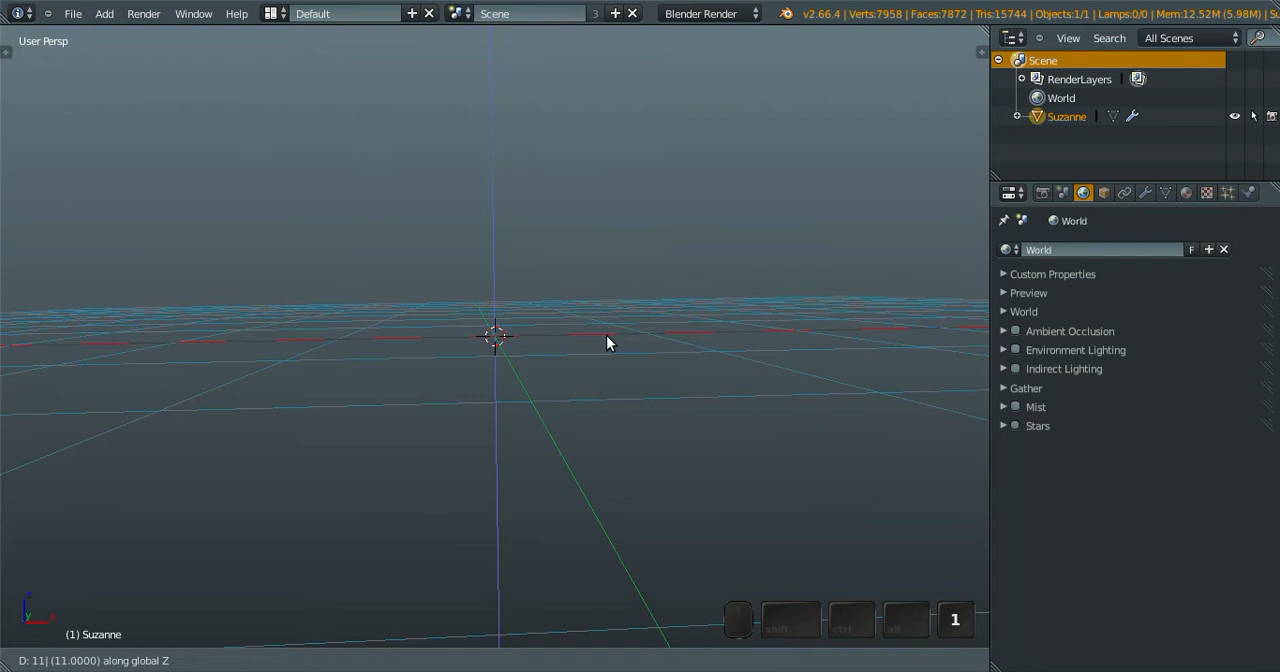 File Add Render Window Help Default Scene 3 Blender Render v2.66.4 | Verts:7958 | Faces:7872 | Tris:15744 | Objects:1/1 | Lamps:0/0 | Mem:12.52M (5.98M) |
User Persp
View Search All Scenes
Scene
RenderLayers |
World
Suzanne |
World
World F
Custom Properties
Preview
World
Ambient Occlusion
Environment Lighting
Indirect Lighting
Gather
Mist
Stars
z
y x
(1) Suzanne
shift ctrl alt 1
D: 11| (11.0000) along global Z